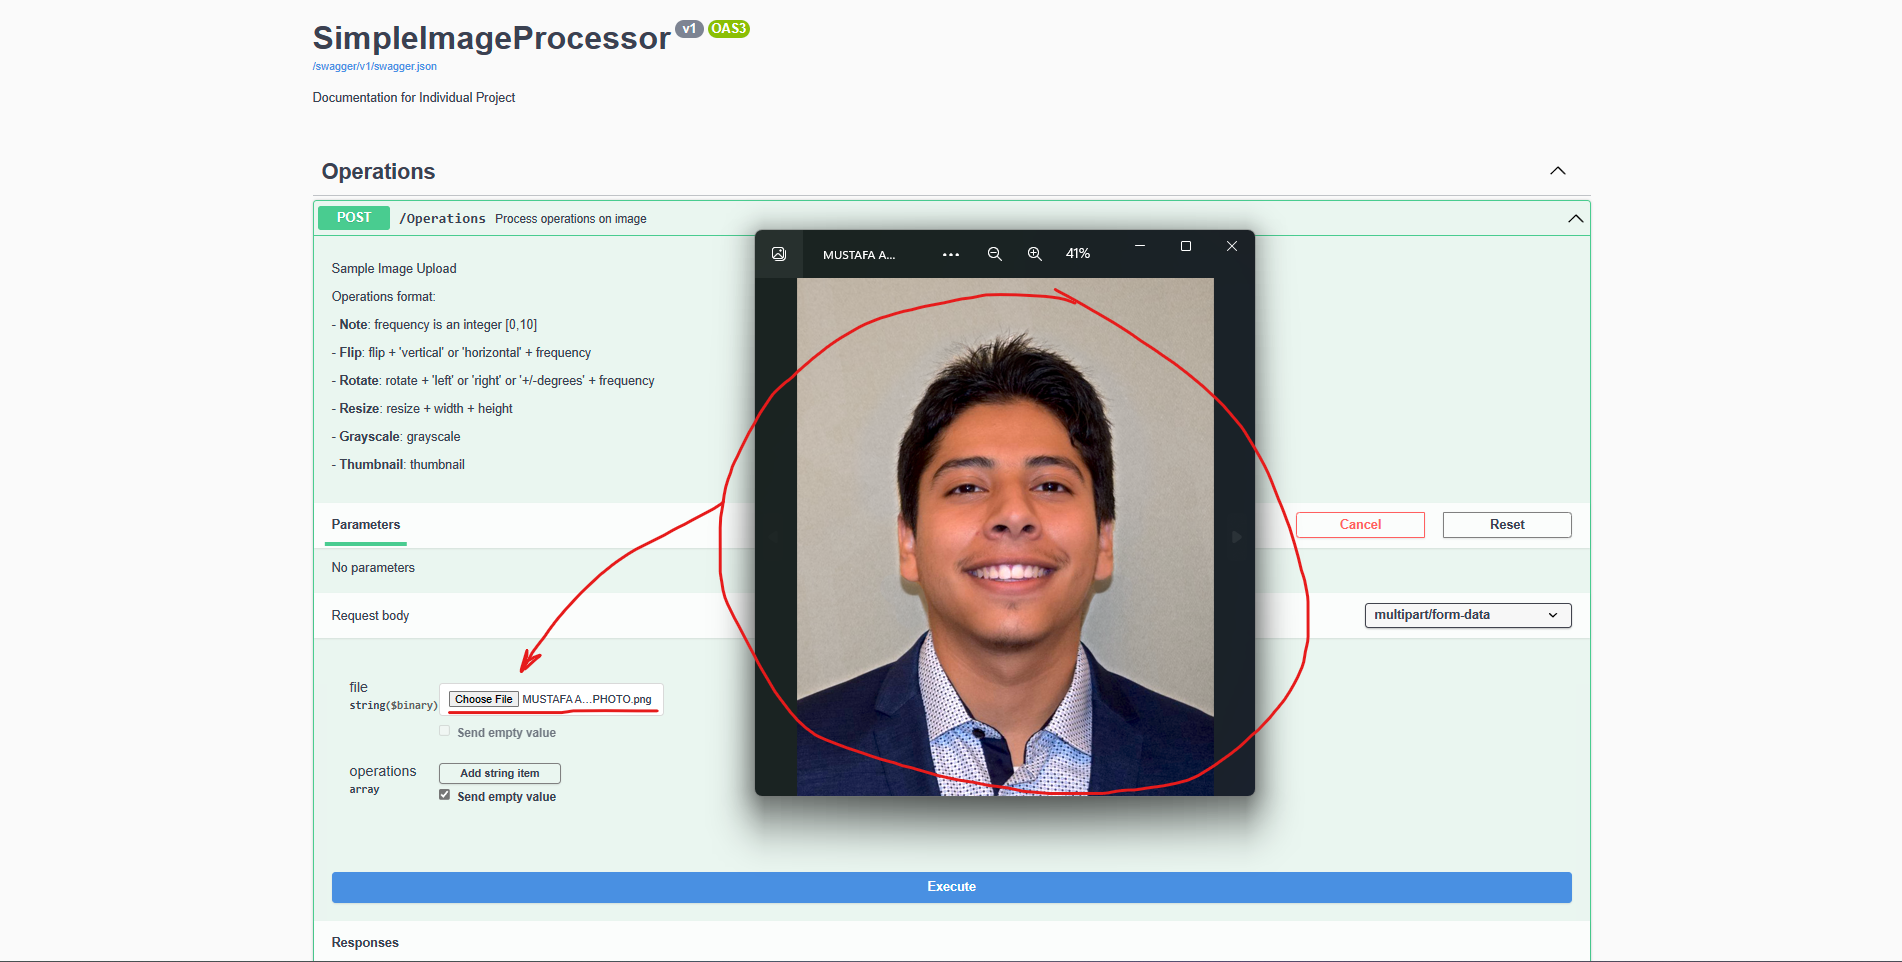 SimpleImageProcessor v1 OAS3
/swagger/v1/swagger.json
Documentation for Individual Project
Operations
POST /Operations Process operations on image
Sample Image Upload
Operations format:
- Note: frequency is an integer [0,10]
- Flip: flip + 'vertical' or 'horizontal' + frequency
- Rotate: rotate + 'left' or 'right' or '+/-degrees' + frequency
- Resize: resize + width + height
- Grayscale: grayscale
- Thumbnail: thumbnail
MUSTAFA A... ••• 41%
Parameters
Cancel Reset
No parameters
Request body
multipart/form-data
file
string($binary)
Choose File MUSTAFA A...PHOTO.png
Send empty value
operations
array
Add string item
Send empty value
Execute
Responses